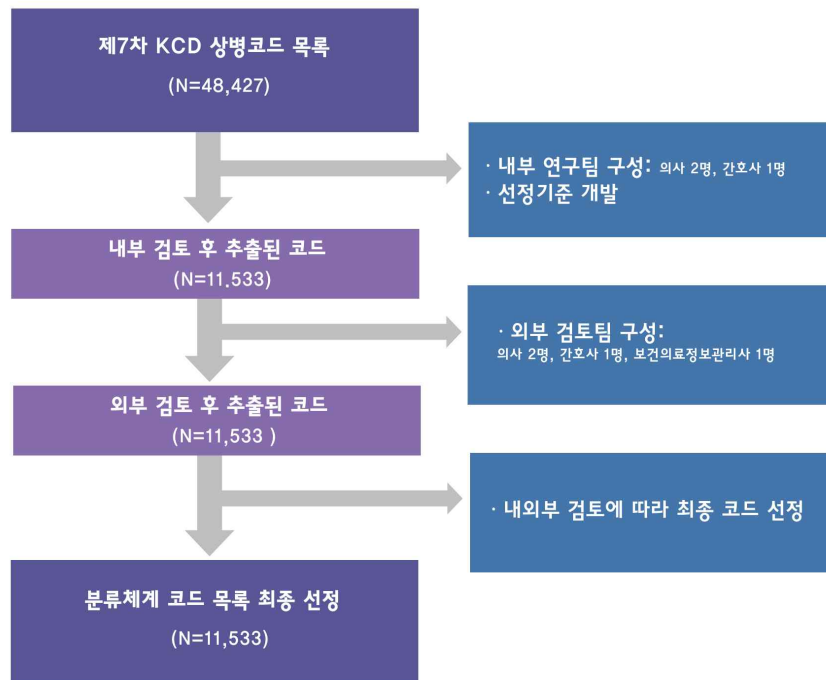 제7차 KCD 상병코드 목록
(N=48,427)
· 내부 연구팀 구성: 의사 2명, 간호사 1명
· 선정기준 개발
내부 검토 후 추출된 코드
(N=11.533)
· 외부 검토팀 구성:
의사 2명, 간호사 1명, 보건의료정보관리사 1명
외부 검토 후 추출된 코드
(N=11,533 )
· 내외부 검토에 따라 최종 코드 선정
분류체계 코드 목록 최종 선정
(N=11,533)